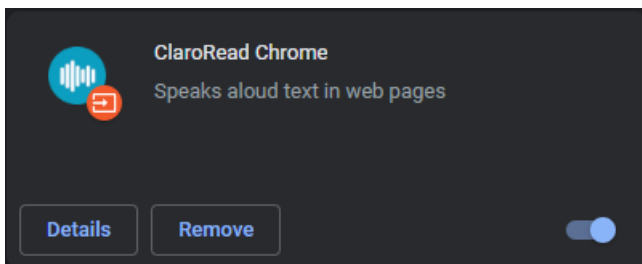 ClaroRead Chrome
Speaks aloud text in web pages
Details
Remove